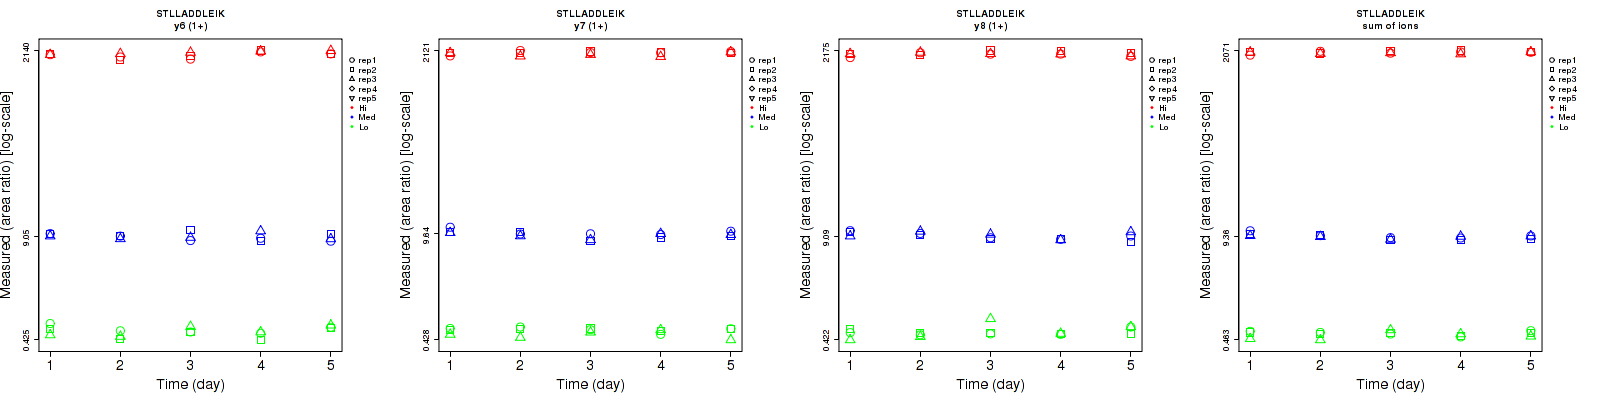 STLLADDLEIK
y6 (1+)
Measured (area ratio) [log-scale]
2140
9.05
0.425
1 2 3 4 5
Time (day)
rep1
rep2
rep3
rep4
rep5
Hi
Med
Lo
STLLADDLEIK
y7 (1+)
Measured (area ratio) [log-scale]
2121
9.64
0.428
1 2 3 4 5
Time (day)
rep1
rep2
rep3
rep4
rep5
Hi
Med
Lo
STLLADDLEIK
y8 (1+)
Measured (area ratio) [log-scale]
2175
9.09
0.422
1 2 3 4 5
Time (day)
rep1
rep2
rep3
rep4
rep5
Hi
Med
Lo
STLLADDLEIK
sum of ions
Measured (area ratio) [log-scale]
2071
9.36
0.463
1 2 3 4 5
Time (day)
rep1
rep2
rep3
rep4
rep5
Hi
Med
Lo